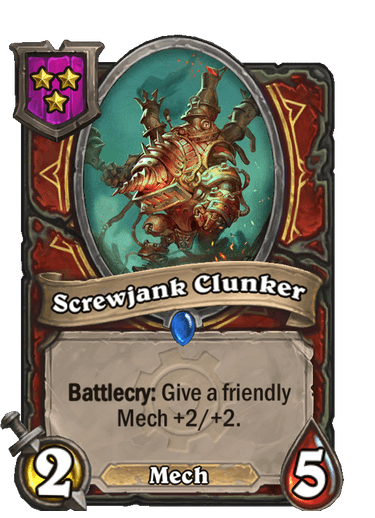 Screwjank Clunker
Battlecry: Give a friendly
Mech +2/+2.
2
Mech
5